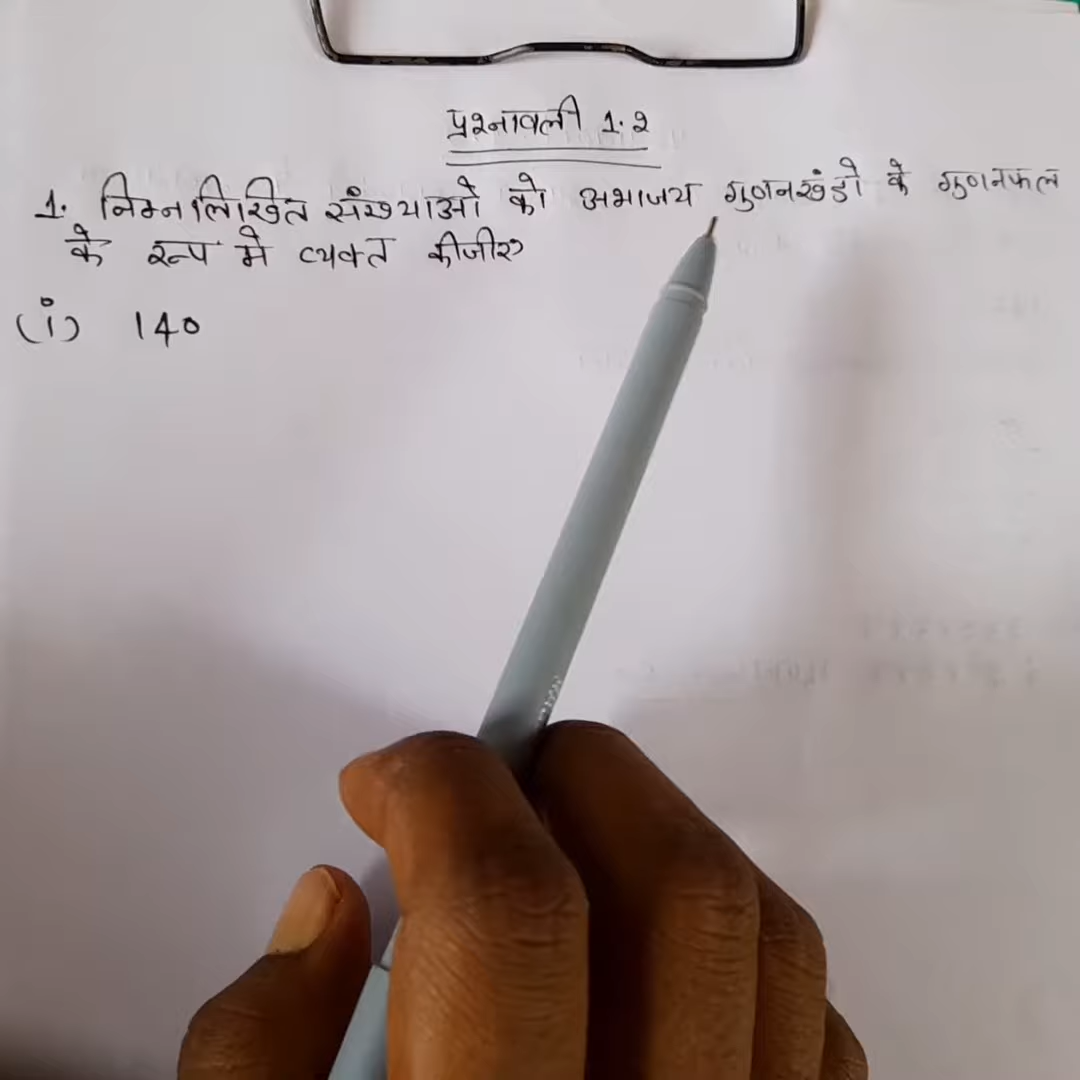 प्रश्नावली 1.2
1. निम्नलिखित संख्याओ को अभाज्य गुणनखंडो के गुणनफल
के रूप मे व्यक्त कीजीए
(i) 140